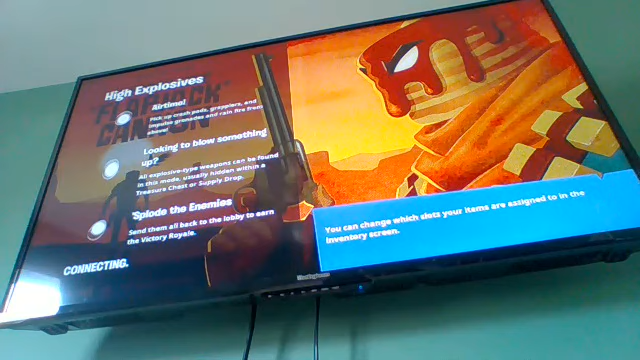 High Explosives
Airtime!
Pick up crash pads, grapplers, and
impulse grenades and rain fire from
above!
Looking to blow something
up?
All explosive-type weapons can be found
in this mode, usually hidden within a
Treasure Chest or Supply Drop.
'Splode the Enemies
Send them all back to the lobby to earn
the Victory Royale.
CONNECTING.
You can change which slots your items are assigned to in the
inventory screen.
Westinghouse